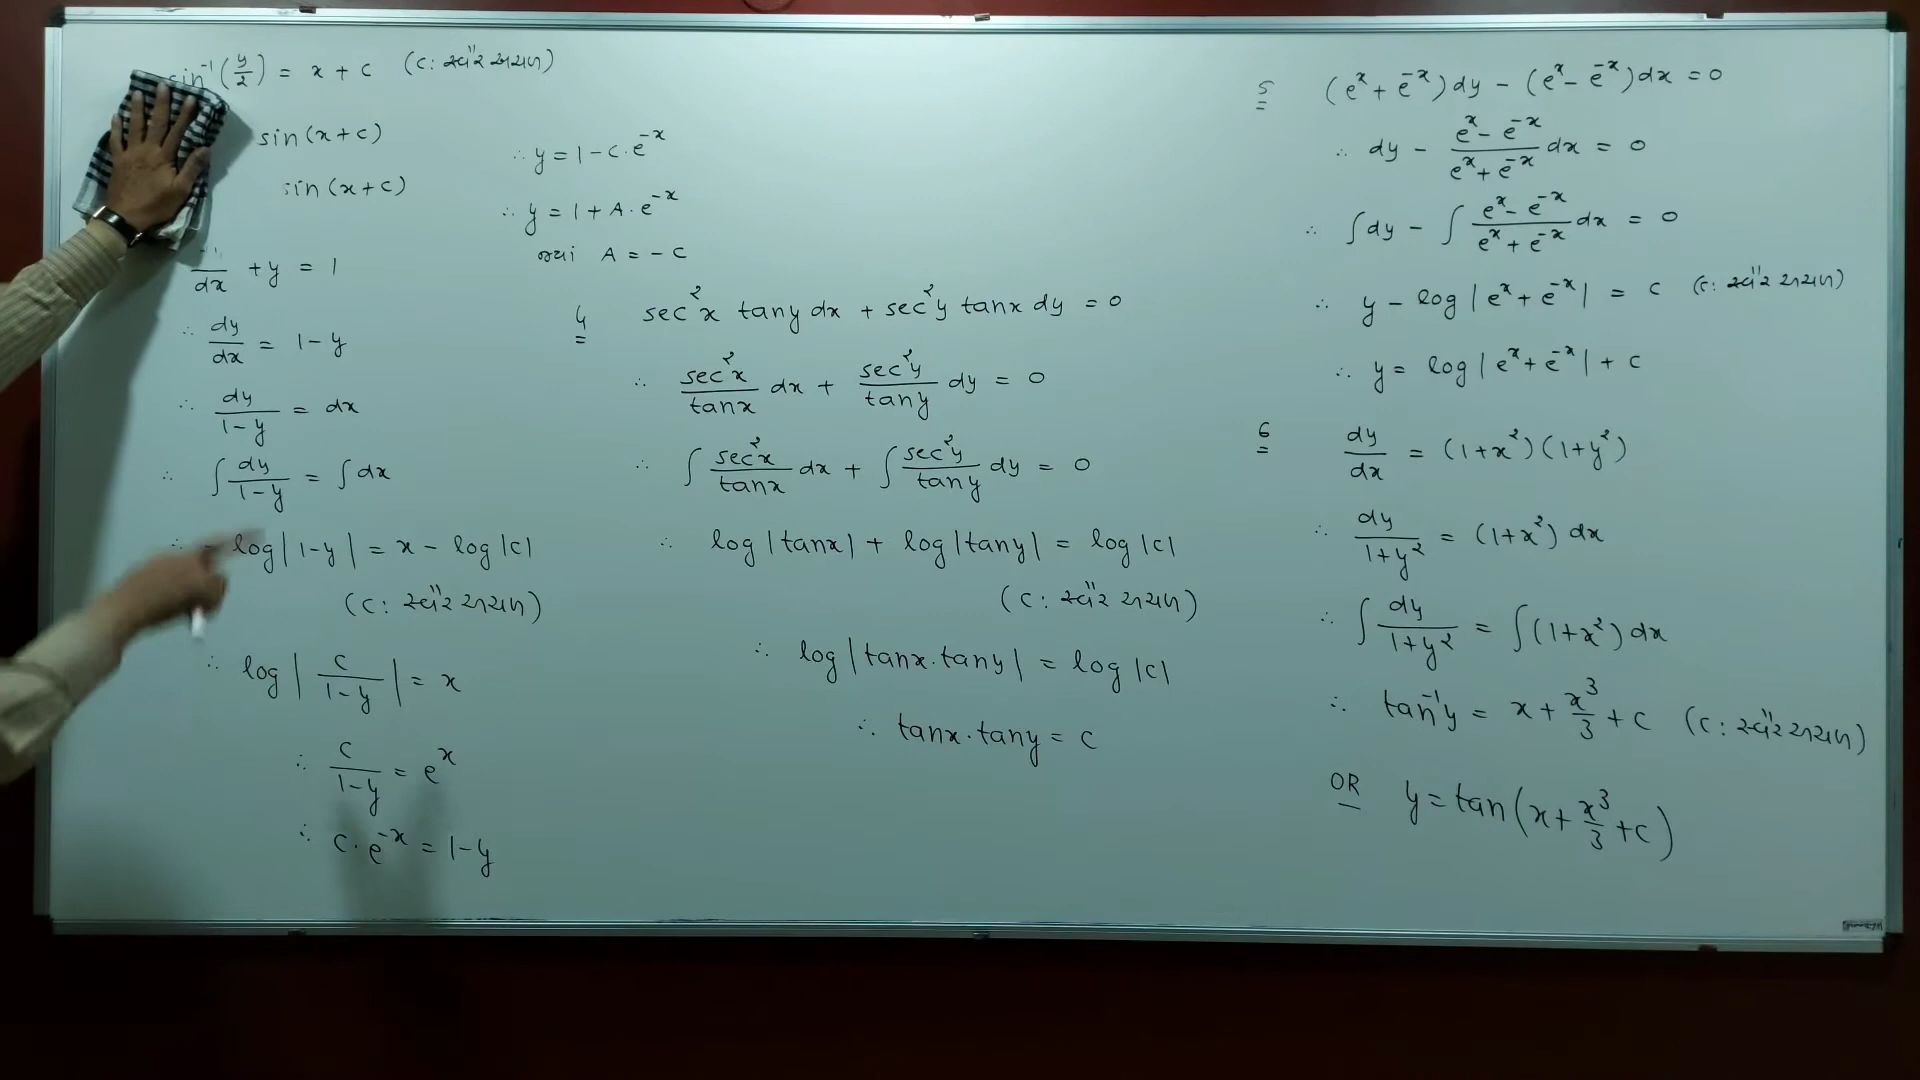 sin⁻¹(y/2) = x + c (c: સ્વૈર અચળ)
sin(x+c)
sin(x+c)
/dx + y = 1
∴ dy/dx = 1-y
∴ dy/1-y = dx
∴ ∫ dy/1-y = ∫ dx
∴ - log|1-y| = x - log|c|
(c: સ્વૈર અચળ)
∴ log| c/1-y | = x
∴ c/1-y = eˣ
∴ c·e⁻ˣ = 1-y
∴ y = 1-c·e⁻ˣ
∴ y = 1 + A·e⁻ˣ
જ્યાં A = -c
4 sec²x tany dx + sec²y tanx dy = 0
∴ sec²x/tanx dx + sec²y/tany dy = 0
∴ ∫ sec²x/tanx dx + ∫ sec²y/tany dy = 0
∴ log|tanx| + log|tany| = log|c|
(c: સ્વૈર અચળ)
∴ log|tanx·tany| = log|c|
∴ tanx·tany = c
5 (eˣ + e⁻ˣ)dy - (eˣ - e⁻ˣ)dx = 0
∴ dy - eˣ - e⁻ˣ/eˣ + e⁻ˣ dx = 0
∴ ∫dy - ∫ eˣ - e⁻ˣ/eˣ + e⁻ˣ dx = 0
∴ y - log|eˣ + e⁻ˣ| = c (c: સ્વૈર અચળ)
∴ y = log|eˣ + e⁻ˣ| + c
6 dy/dx = (1+x²)(1+y²)
∴ dy/1+y² = (1+x²)dx
∴ ∫ dy/1+y² = ∫(1+x²)dx
∴ tan⁻¹y = x + x³/3 + c (c: સ્વૈર અચળ)
OR y = tan(x + x³/3 + c)